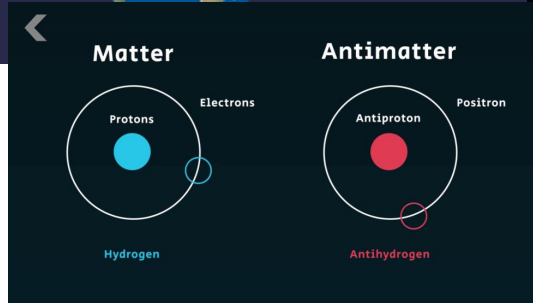 Matter
Antimatter
Electrons
Protons
Positron
Antiproton
Hydrogen
Antihydrogen